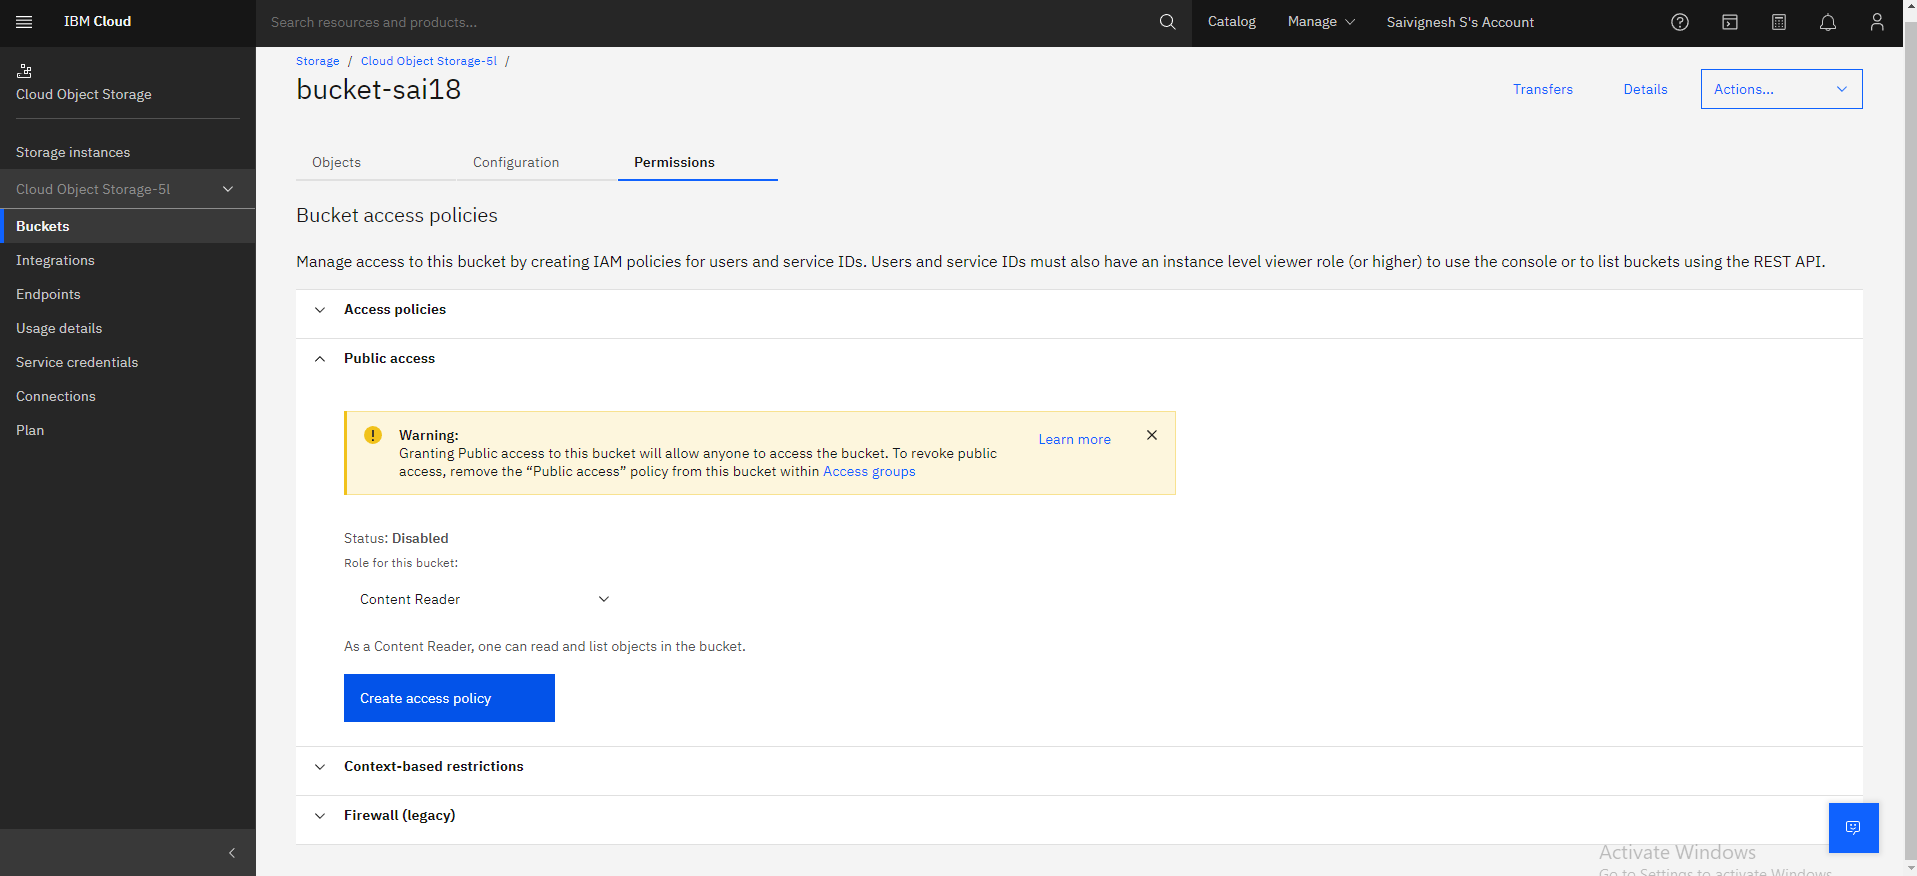 IBM Cloud
Search resources and products...
Catalog
Manage
Saivignesh S's Account
Cloud Object Storage
Storage instances
Cloud Object Storage-5l
Buckets
Integrations
Endpoints
Usage details
Service credentials
Connections
Plan
Storage / Cloud Object Storage-5l /
bucket-sai18
Transfers
Details
Actions...
Objects
Configuration
Permissions
Bucket access policies
Manage access to this bucket by creating IAM policies for users and service IDs. Users and service IDs must also have an instance level viewer role (or higher) to use the console or to list buckets using the REST API.
Access policies
Public access
Warning:
Granting Public access to this bucket will allow anyone to access the bucket. To revoke public
access, remove the “Public access” policy from this bucket within Access groups
Learn more
Status: Disabled
Role for this bucket:
Content Reader
As a Content Reader, one can read and list objects in the bucket.
Create access policy
Context-based restrictions
Firewall (legacy)
Activate Windows
Go to Settings to activate Windows.